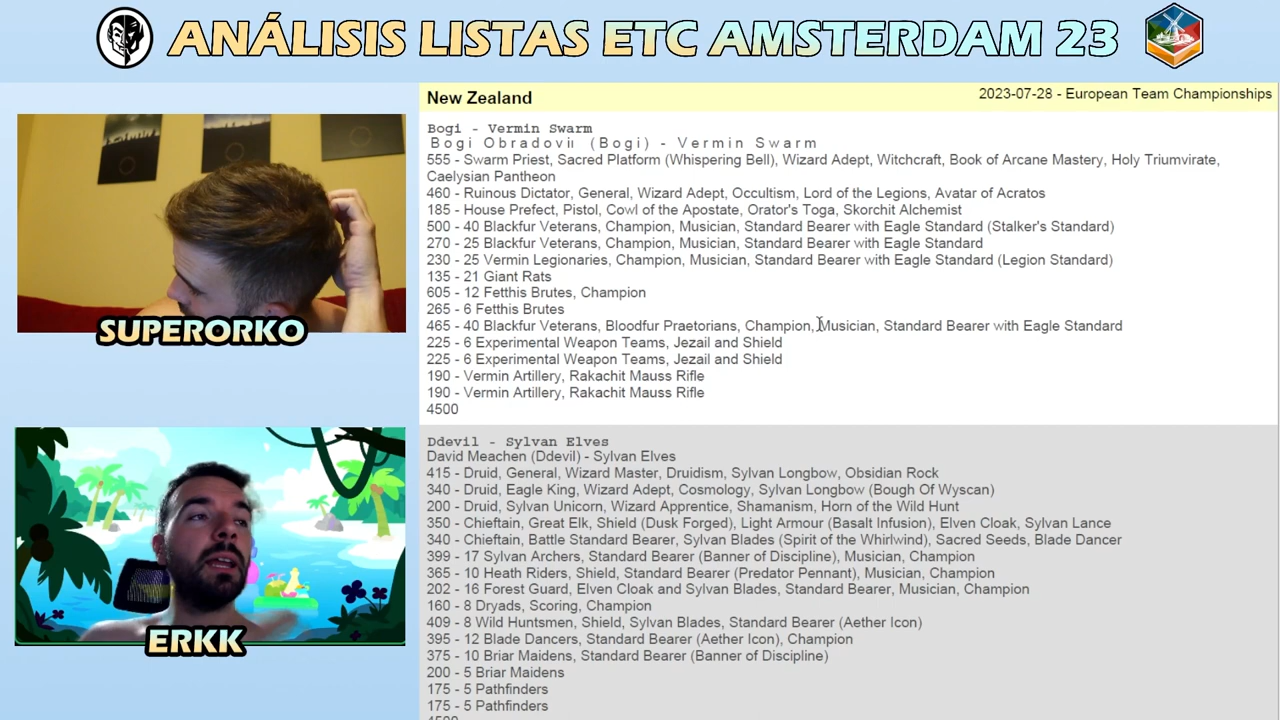 ANÁLISIS LISTAS ETC AMSTERDAM 23
New Zealand
2023-07-28 - European Team Championships
Bogi - Vermin Swarm
Bogi Obradovii (Bogi) - Vermin Swarm
555 - Swarm Priest, Sacred Platform (Whispering Bell), Wizard Adept, Witchcraft, Book of Arcane Mastery, Holy Triumvirate,
Caelysian Pantheon
460 - Ruinous Dictator, General, Wizard Adept, Occultism, Lord of the Legions, Avatar of Acratos
185 - House Prefect, Pistol, Cowl of the Apostate, Orator's Toga, Skorchit Alchemist
500 - 40 Blackfur Veterans, Champion, Musician, Standard Bearer with Eagle Standard (Stalker's Standard)
270 - 25 Blackfur Veterans, Champion, Musician, Standard Bearer with Eagle Standard
230 - 25 Vermin Legionaries, Champion, Musician, Standard Bearer with Eagle Standard (Legion Standard)
135 - 21 Giant Rats
605 - 12 Fetthis Brutes, Champion
265 - 6 Fetthis Brutes
465 - 40 Blackfur Veterans, Bloodfur Praetorians, Champion, Musician, Standard Bearer with Eagle Standard
225 - 6 Experimental Weapon Teams, Jezail and Shield
225 - 6 Experimental Weapon Teams, Jezail and Shield
190 - Vermin Artillery, Rakachit Mauss Rifle
190 - Vermin Artillery, Rakachit Mauss Rifle
4500
Ddevil - Sylvan Elves
David Meachen (Ddevil) - Sylvan Elves
415 - Druid, General, Wizard Master, Druidism, Sylvan Longbow, Obsidian Rock
340 - Druid, Eagle King, Wizard Adept, Cosmology, Sylvan Longbow (Bough Of Wyscan)
200 - Druid, Sylvan Unicorn, Wizard Apprentice, Shamanism, Horn of the Wild Hunt
350 - Chieftain, Great Elk, Shield (Dusk Forged), Light Armour (Basalt Infusion), Elven Cloak, Sylvan Lance
340 - Chieftain, Battle Standard Bearer, Sylvan Blades (Spirit of the Whirlwind), Sacred Seeds, Blade Dancer
399 - 17 Sylvan Archers, Standard Bearer (Banner of Discipline), Musician, Champion
365 - 10 Heath Riders, Shield, Standard Bearer (Predator Pennant), Musician, Champion
202 - 16 Forest Guard, Elven Cloak and Sylvan Blades, Standard Bearer, Musician, Champion
160 - 8 Dryads, Scoring, Champion
409 - 8 Wild Huntsmen, Shield, Sylvan Blades, Standard Bearer (Aether Icon)
395 - 12 Blade Dancers, Standard Bearer (Aether Icon), Champion
375 - 10 Briar Maidens, Standard Bearer (Banner of Discipline)
200 - 5 Briar Maidens
175 - 5 Pathfinders
175 - 5 Pathfinders
4500
SUPERORKO
ERKK